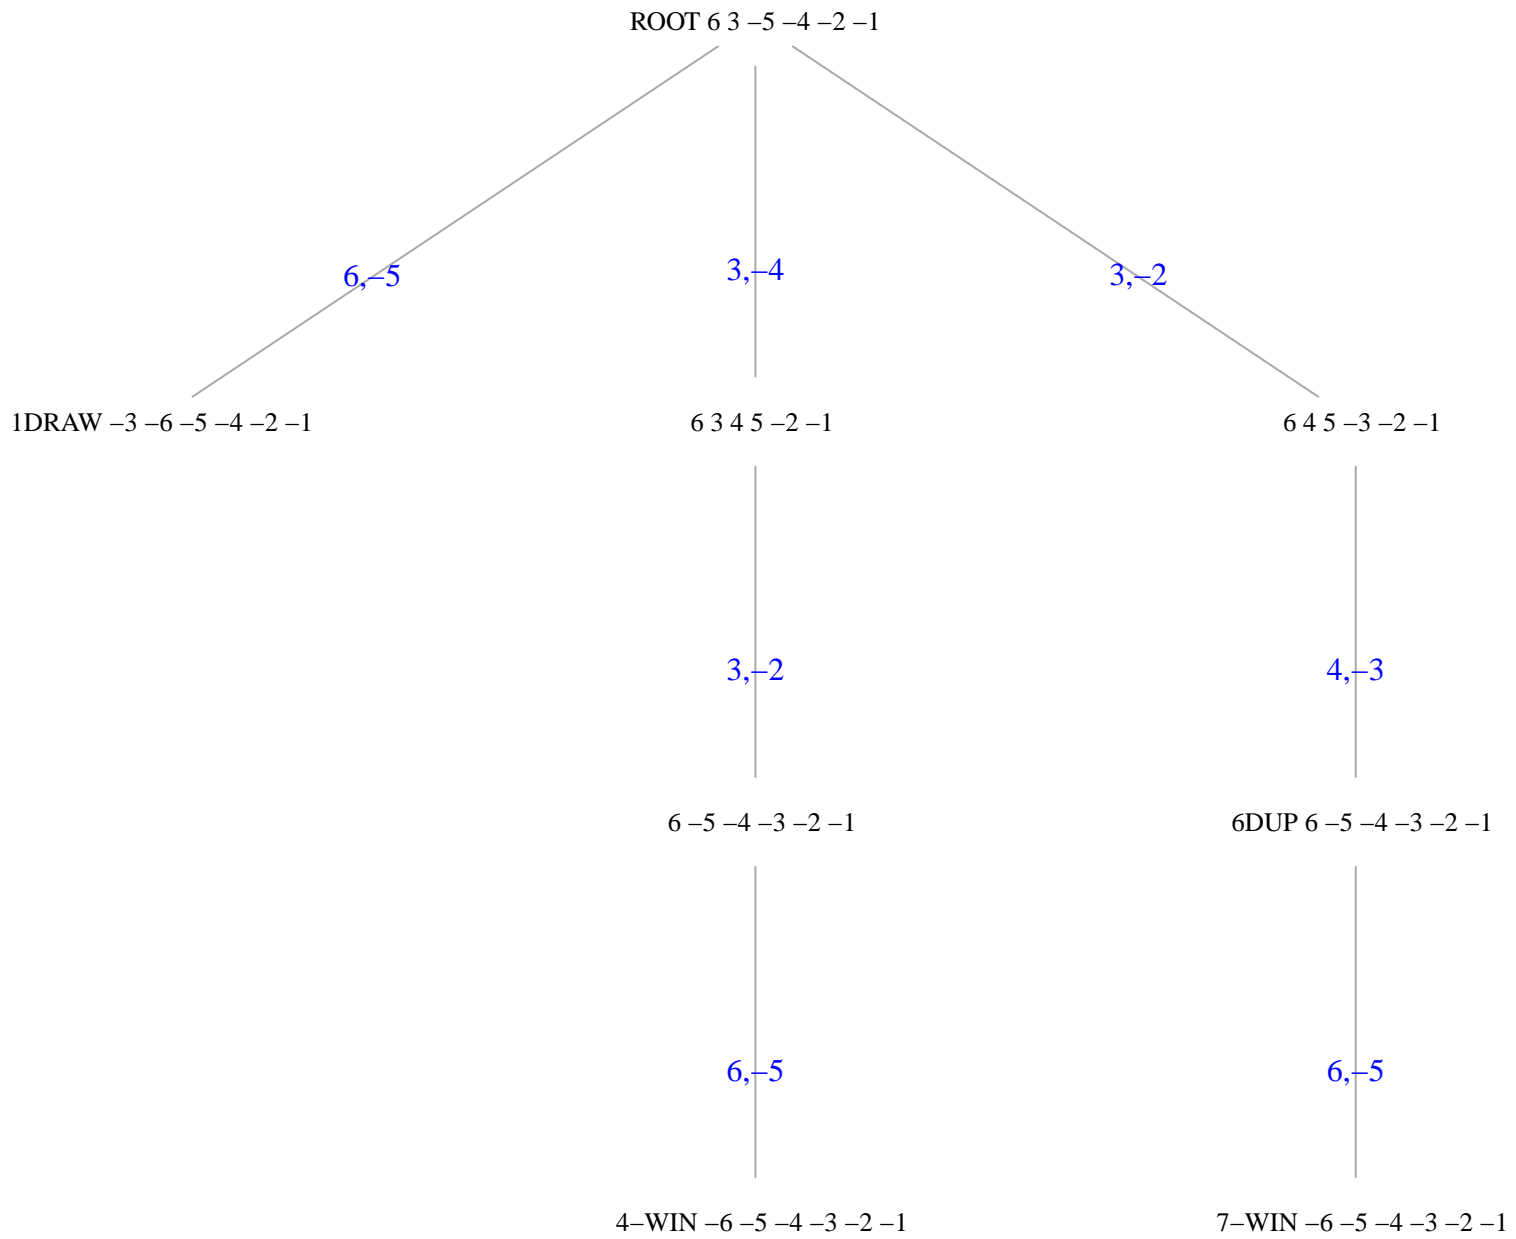 ROOT 6 3 –5 –4 –2 –1
6,–5
3,–4
3,–2
1DRAW –3 –6 –5 –4 –2 –1
6 3 4 5 –2 –1
6 4 5 –3 –2 –1
3,–2
4,–3
6 –5 –4 –3 –2 –1
6DUP 6 –5 –4 –3 –2 –1
6,–5
6,–5
4–WIN –6 –5 –4 –3 –2 –1
7–WIN –6 –5 –4 –3 –2 –1